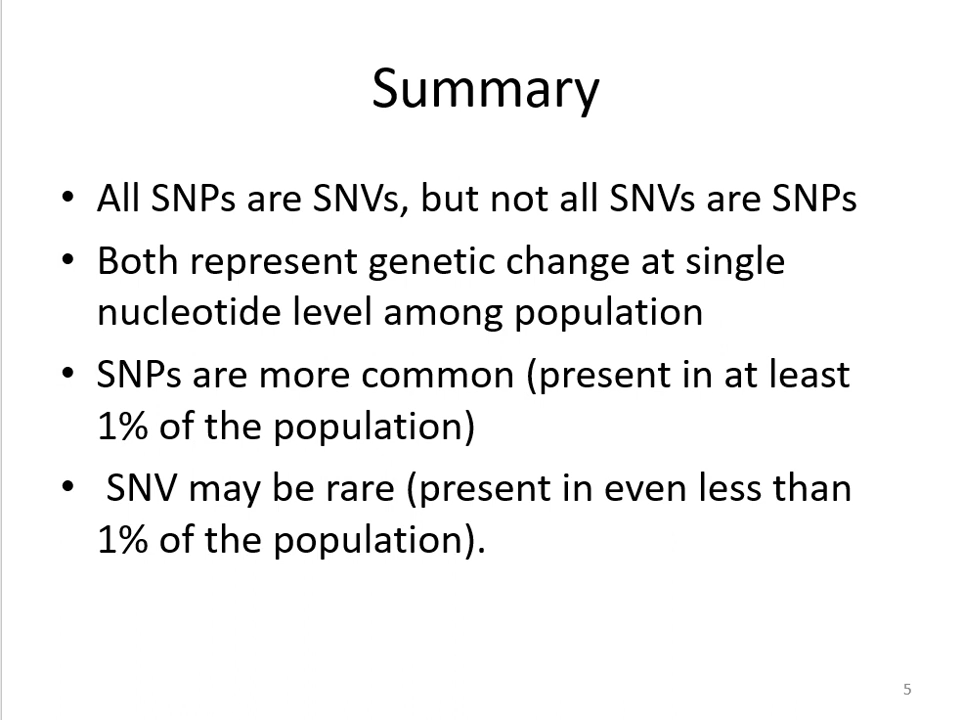 Summary
• All SNPs are SNVs, but not all SNVs are SNPs
• Both represent genetic change at single
nucleotide level among population
• SNPs are more common (present in at least
1% of the population)
• SNV may be rare (present in even less than
1% of the population).
5